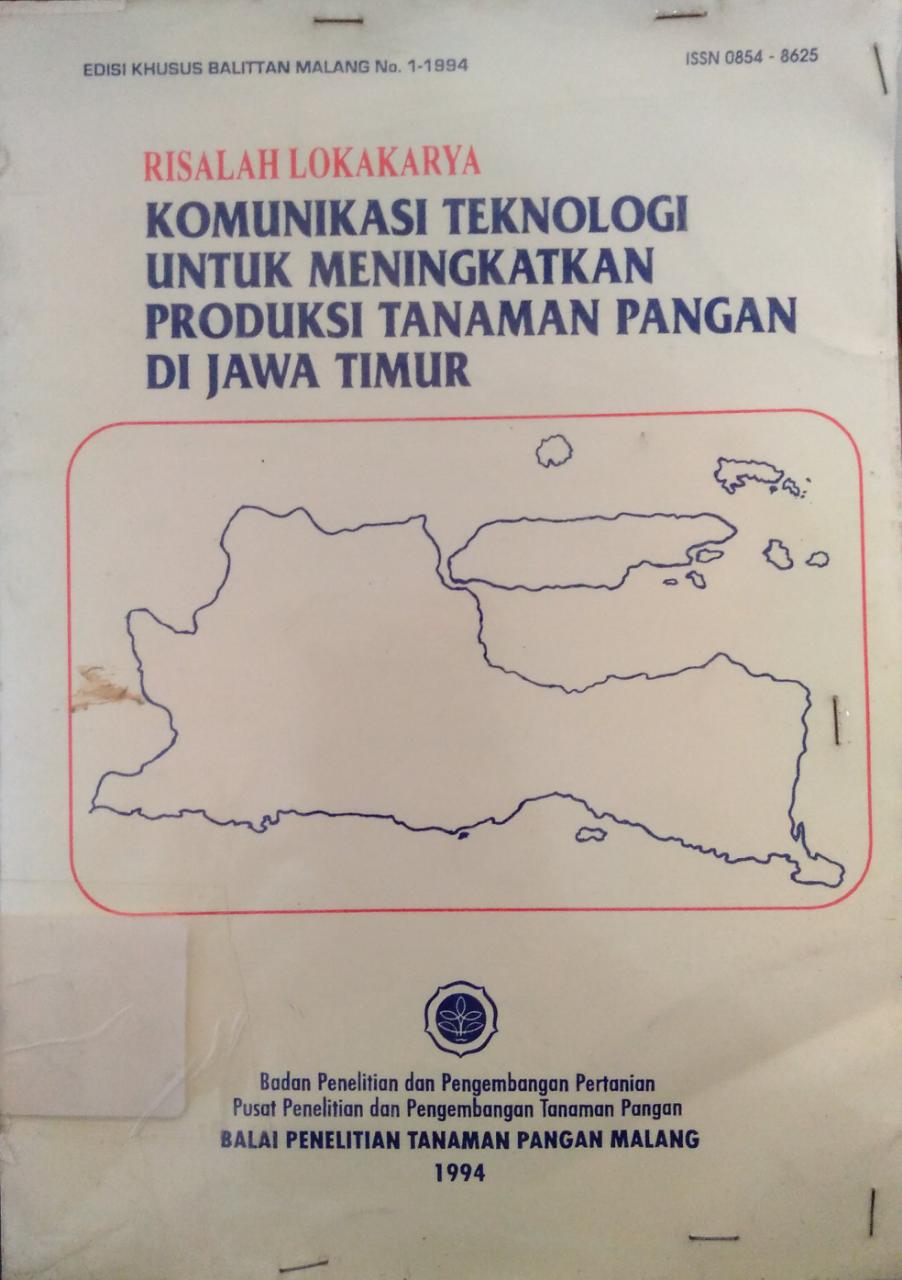 EDISI KHUSUS BALITTAN MALANG No. 1-1994
ISSN 0854 - 8625
RISALAH LOKAKARYA
KOMUNIKASI TEKNOLOGI
UNTUK MENINGKATKAN
PRODUKSI TANAMAN PANGAN
DI JAWA TIMUR
Badan Penelitian dan Pengembangan Pertanian
Pusat Penelitian dan Pengembangan Tanaman Pangan
BALAI PENELITIAN TANAMAN PANGAN MALANG
1994